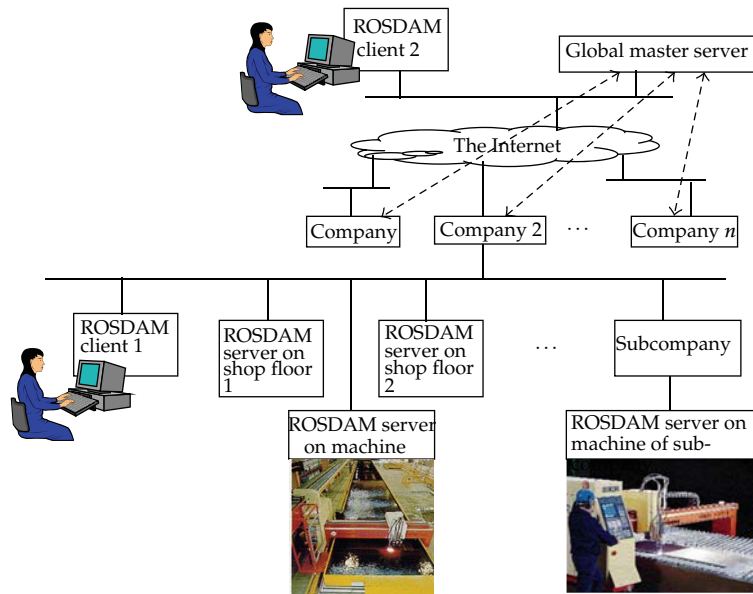 ROSDAM
client 2
Global master server
The Internet
Company
Company 2
...
Company n
ROSDAM
client 1
ROSDAM
server on
shop floor
1
ROSDAM
server on
shop floor
2
...
Subcompany
ROSDAM server
on machine
ROSDAM server on
machine of sub-